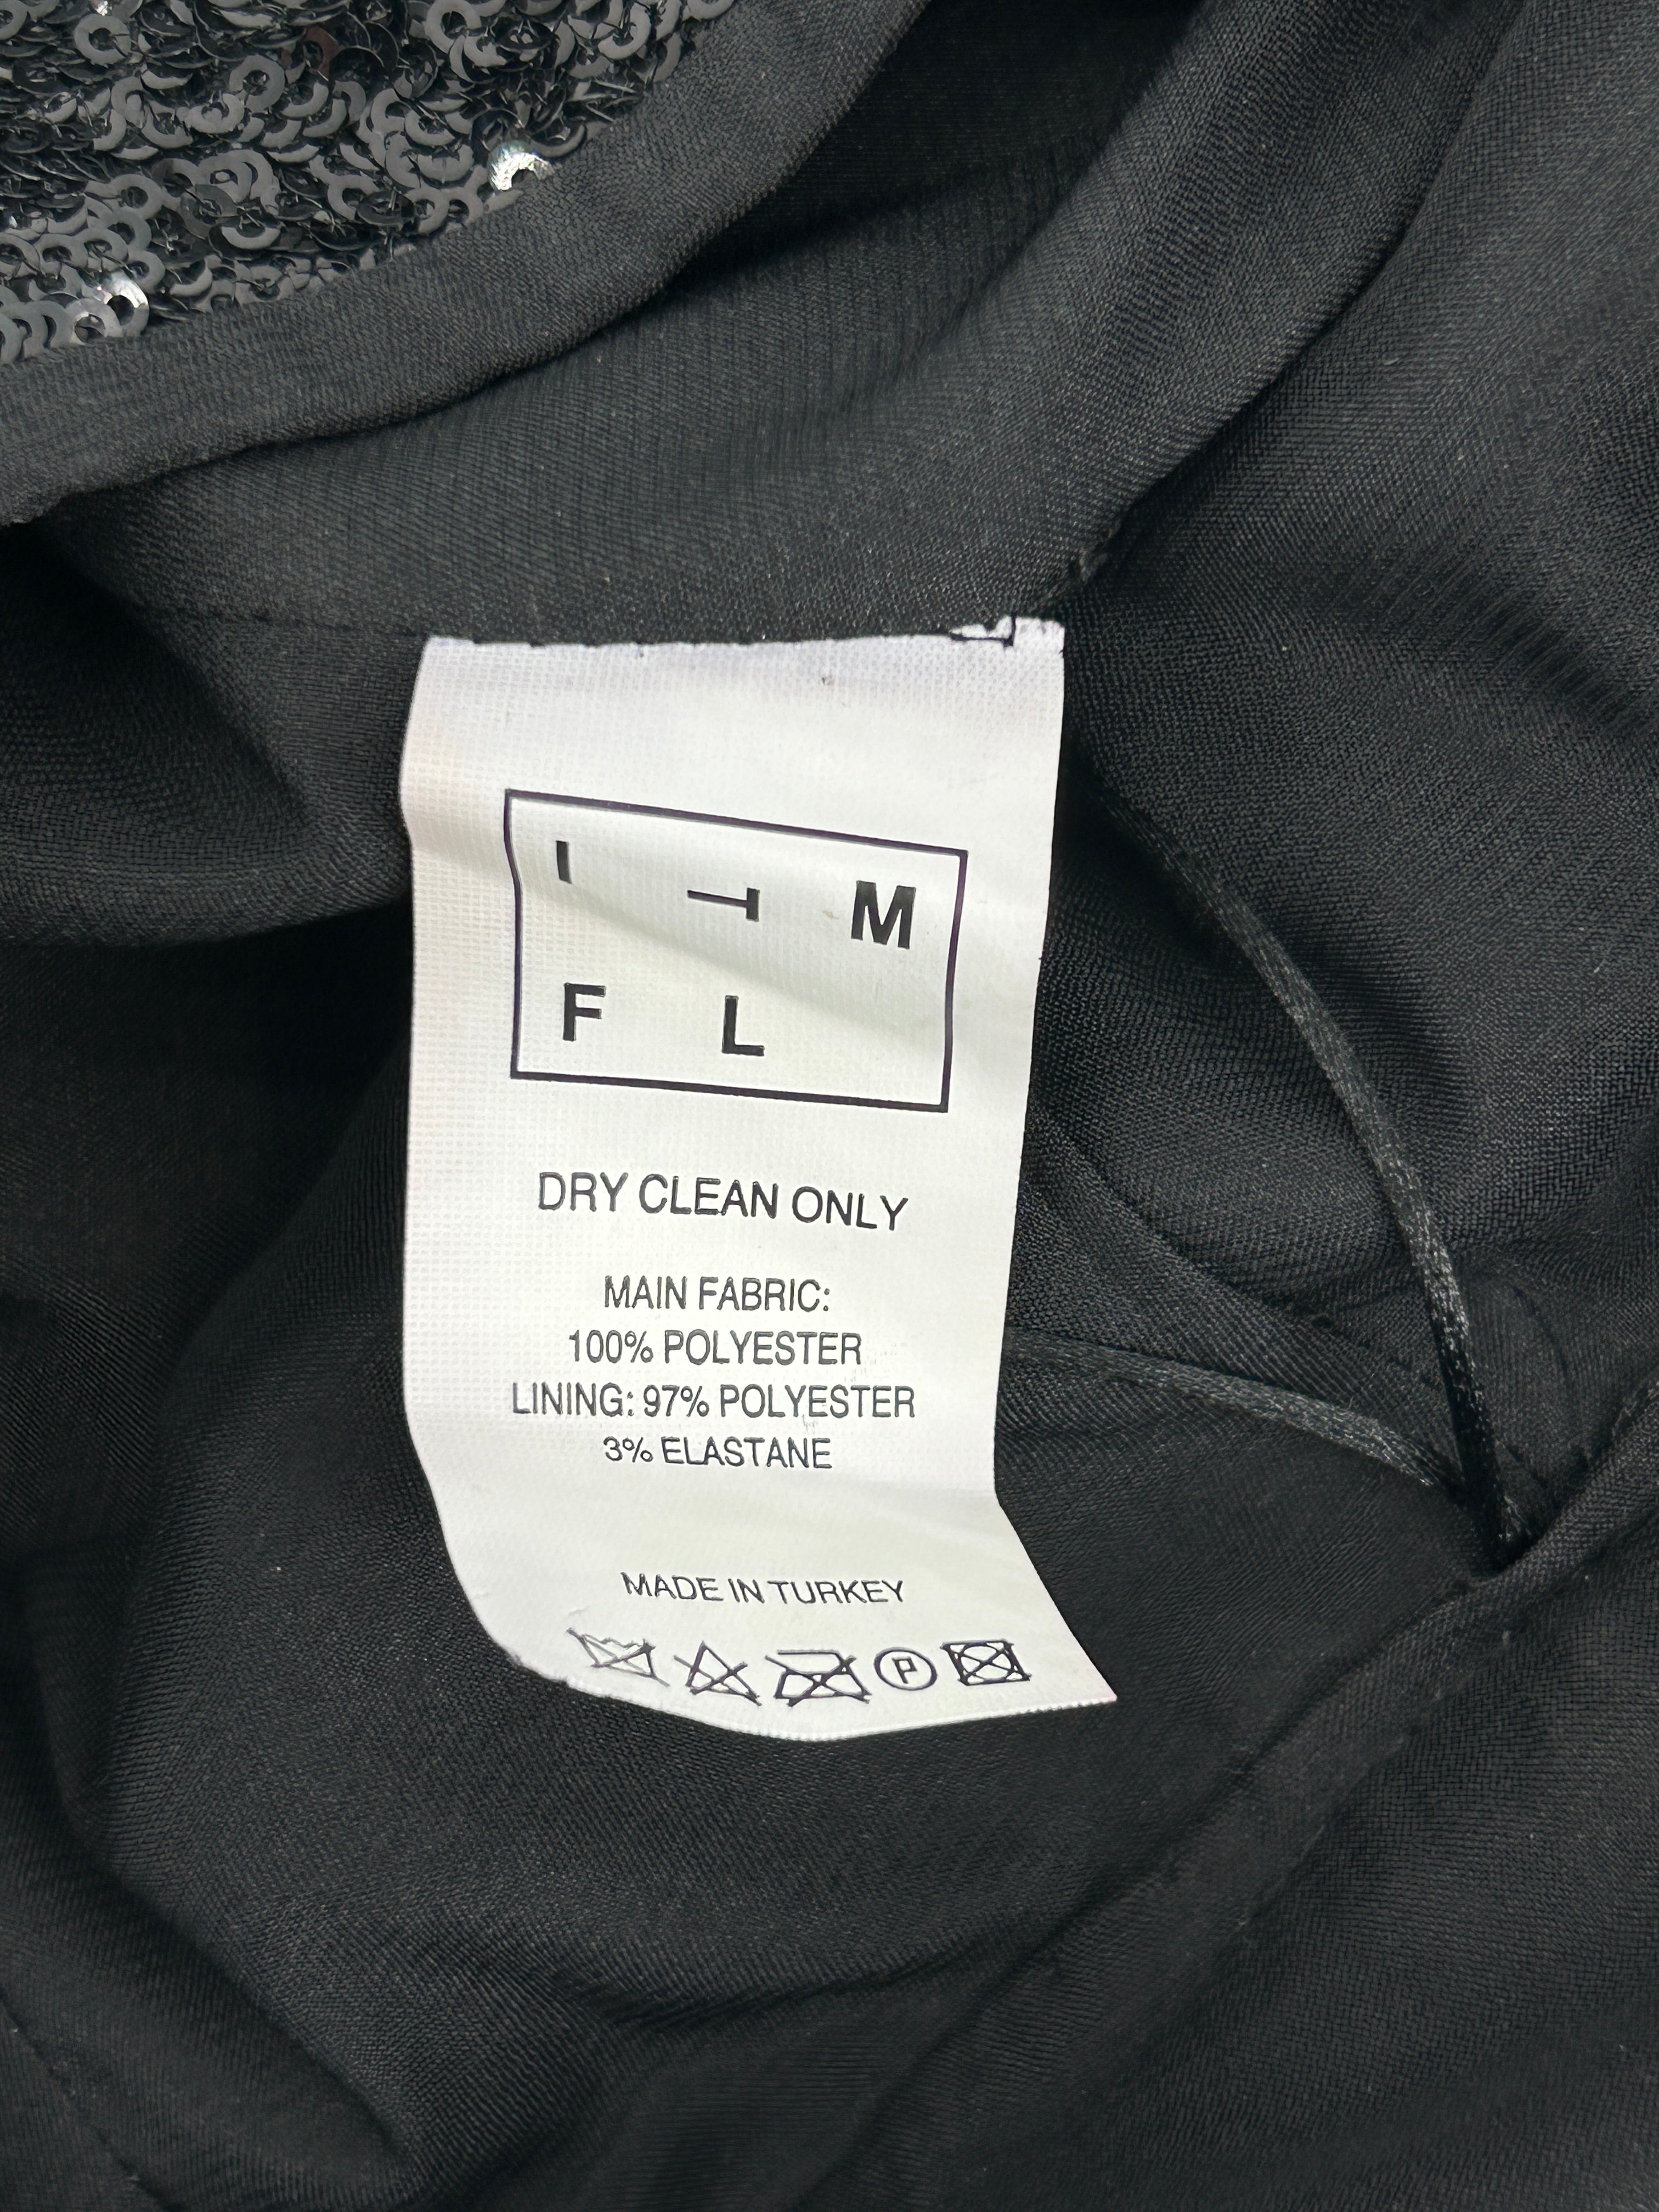 I T M
F L
DRY CLEAN ONLY
MAIN FABRIC:
100% POLYESTER
LINING: 97% POLYESTER
3% ELASTANE
MADE IN TURKEY
P